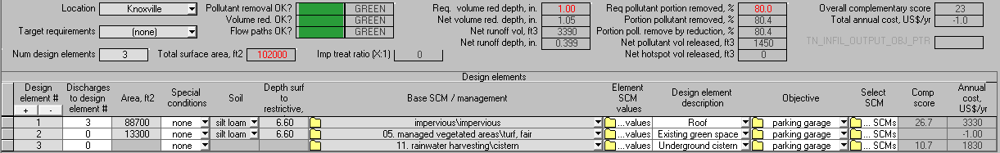 Location Knoxville Pollutant removal OK? GREEN Req. volume red depth, in. 1.00 Req pollutant portion removed, % 80.0 Overall complementary score 23
Volume red. OK? GREEN Net volume red. depth, in. 1.05 Portion pollutant removed, % 80.4 Total annual cost, US$/yr -1.0
Target requirements (none) Flow paths OK? GREEN Net runoff vol, ft3 3390 Portion poll. remove by reduction, % 80.4
Net runoff depth, in. 0.399 Net pollutant vol released, ft3 1450 TN_INFIL_OUTPUT_OBJ_PTR
Num design elements 3 Total surface area, ft2 102000 Imp treat ratio (X:1) 0 Net hotspot vol released, ft3 0
Design elements
Design element # + - Discharges to design element # Area, ft2 Special conditions Soil Depth surf to restrictive, Base SCM / management Element SCM values Design element description Objective Select SCM Comp score Annual cost, US$/yr
1 3 88700 none silt loam 6.60 impervious\impervious ...values Roof parking garage ... SCMs 26.7 3330
2 0 13300 none silt loam 6.60 05. managed vegetated areas\turf, fair ...values Existing green space parking garage ... SCMs -1.00
3 0 none 11. rainwater harvesting\cistern ...values Underground cistern parking garage ... SCMs 10.7 1830